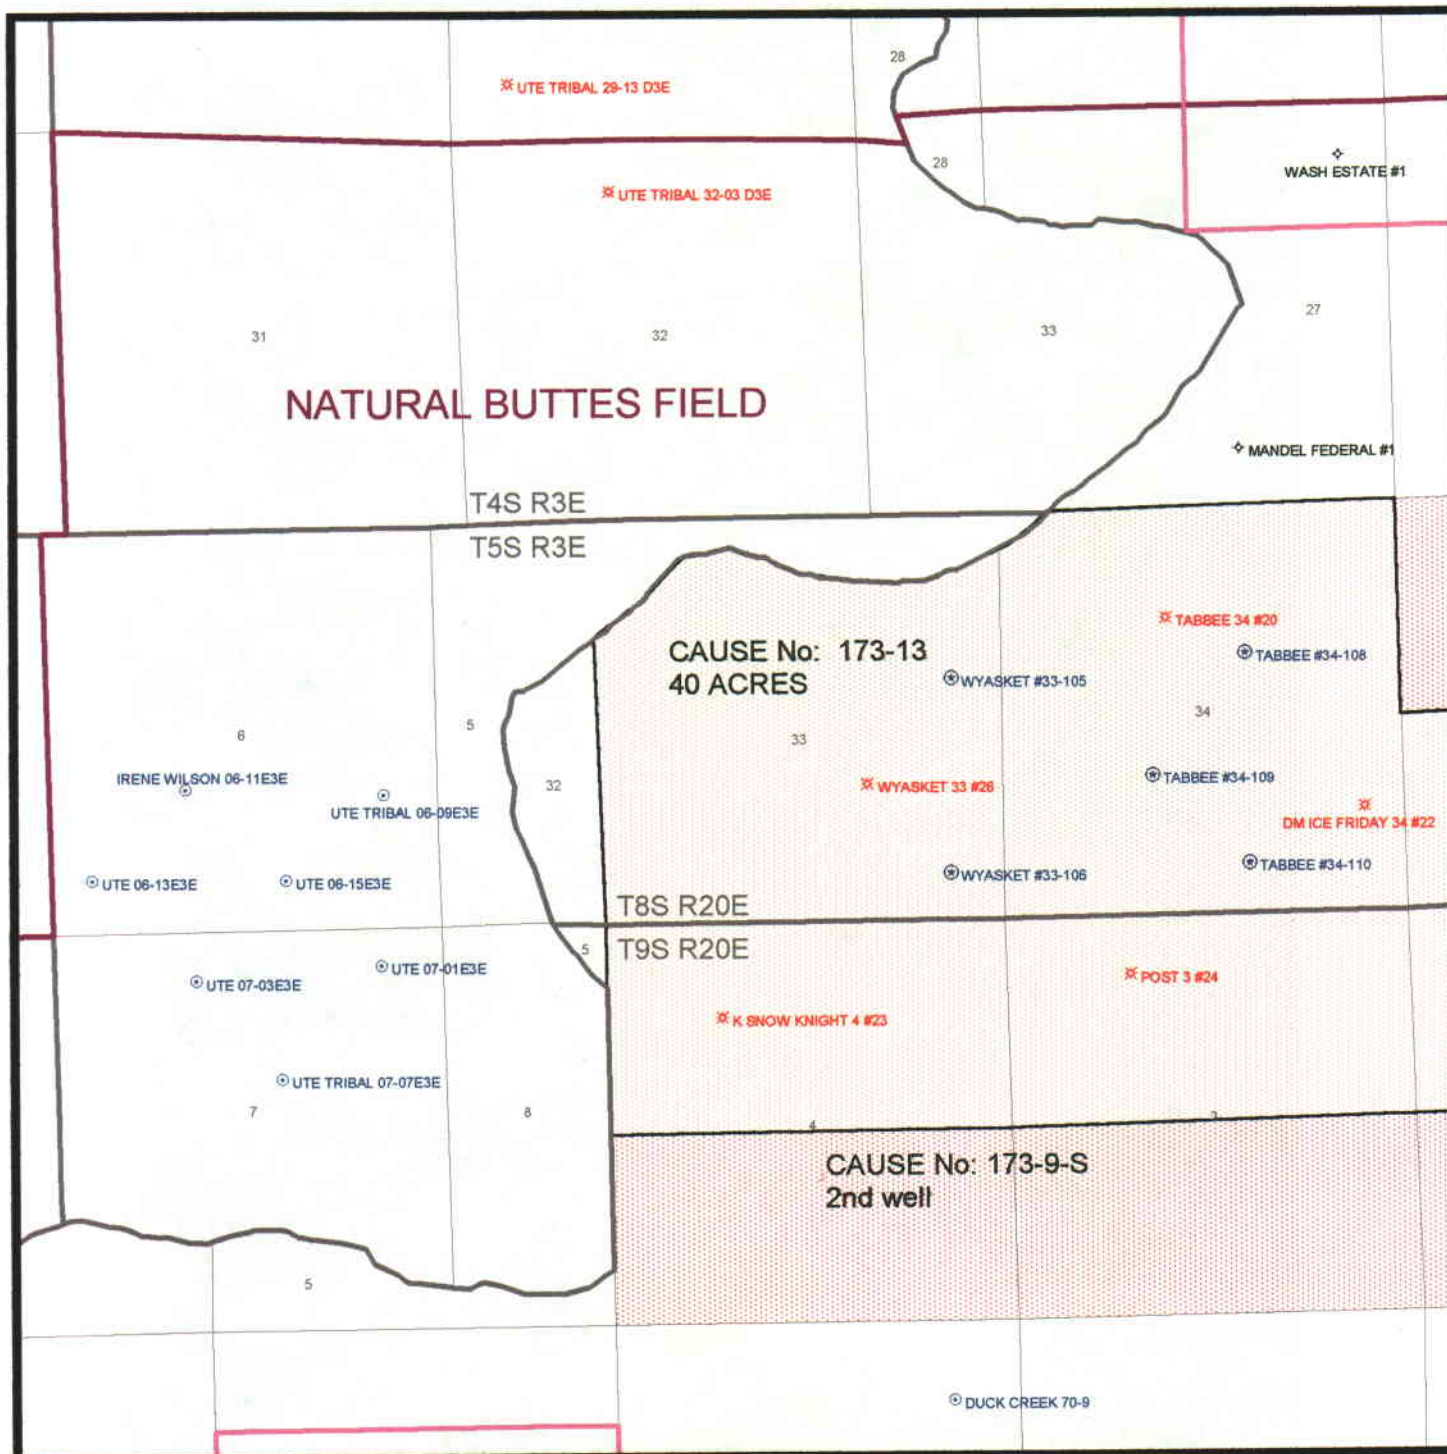 28
UTE TRIBAL 29-13 D3E
28
WASH ESTATE #1
UTE TRIBAL 32-03 D3E
27
31
32
33
NATURAL BUTTES FIELD
MANDEL FEDERAL #1
T4S R3E
T5S R3E
TABBEE 34 #20
CAUSE No: 173-13
40 ACRES
TABBEE #34-108
WYASKET #33-105
34
5
6
33
IRENE WILSON 06-11E3E
32
WYASKET 33 #26
TABBEE #34-109
UTE TRIBAL 06-09E3E
DM ICE FRIDAY 34 #22
UTE 06-13E3E
UTE 06-15E3E
WYASKET #33-106
TABBEE #34-110
T8S R20E
T9S R20E
5
UTE 07-01E3E
UTE 07-03E3E
POST 3 #24
K SNOW KNIGHT 4 #23
UTE TRIBAL 07-07E3E
7
8
4
3
CAUSE No: 173-9-S
2nd well
5
DUCK CREEK 70-9